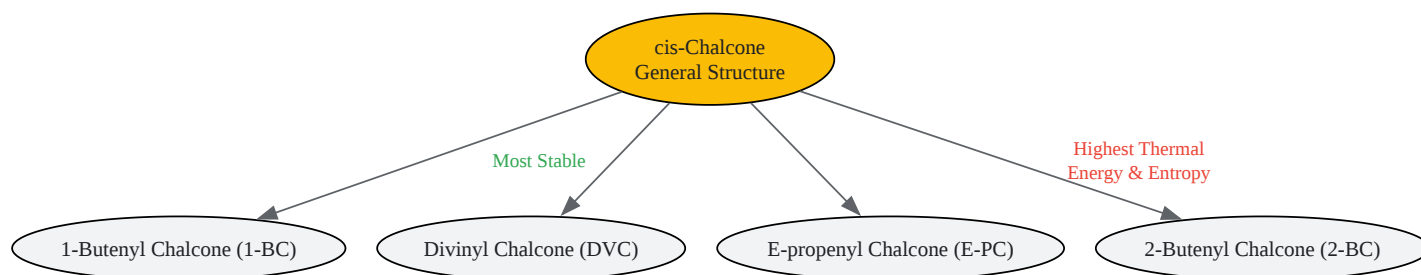 cis-Chalcone
General Structure
Most Stable
Highest Thermal
Energy & Entropy
1-Butenyl Chalcone (1-BC)
Divinyl Chalcone (DVC)
E-propenyl Chalcone (E-PC)
2-Butenyl Chalcone (2-BC)